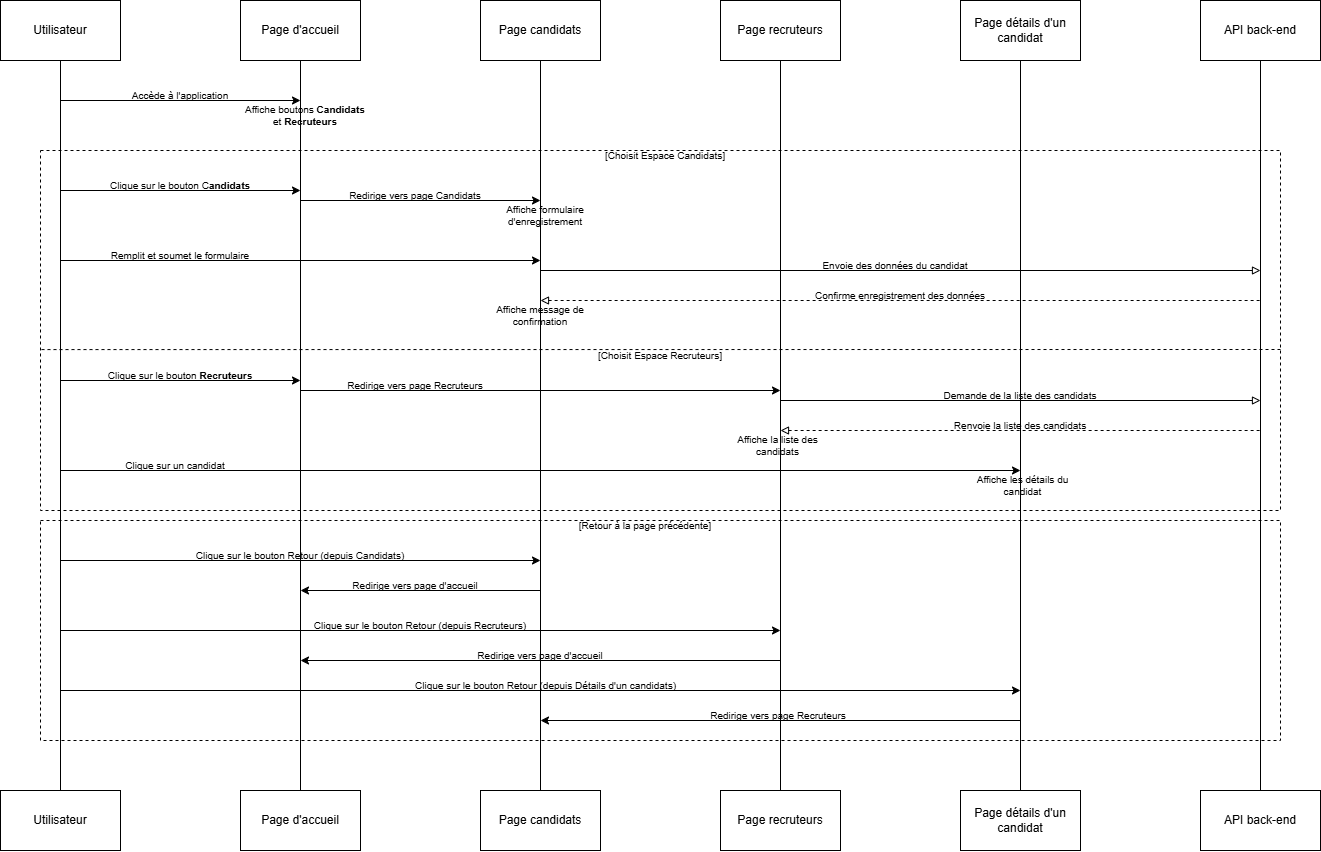 Utilisateur
Page d'accueil
Page candidats
Page recruteurs
Page détails d'un
candidat
API back-end
Accède à l'application
Affiche boutons Candidats
et Recruteurs
[Choisit Espace Candidats]
Clique sur le bouton Candidats
Redirige vers page Candidats
Affiche formulaire
d'enregistrement
Remplit et soumet le formulaire
Envoie des données du candidat
Confirme enregistrement des données
Affiche message de
confirmation
[Choisit Espace Recruteurs]
Clique sur le bouton Recruteurs
Redirige vers page Recruteurs
Demande de la liste des candidats
Renvoie la liste des candidats
Affiche la liste des
candidats
Clique sur un candidat
Affiche les détails du
candidat
[Retour à la page précédente]
Clique sur le bouton Retour (depuis Candidats)
Redirige vers page d'accueil
Clique sur le bouton Retour (depuis Recruteurs)
Redirige vers page d'accueil
Clique sur le bouton Retour (depuis Détails d'un candidats)
Redirige vers page Recruteurs
Utilisateur
Page d'accueil
Page candidats
Page recruteurs
Page détails d'un
candidat
API back-end